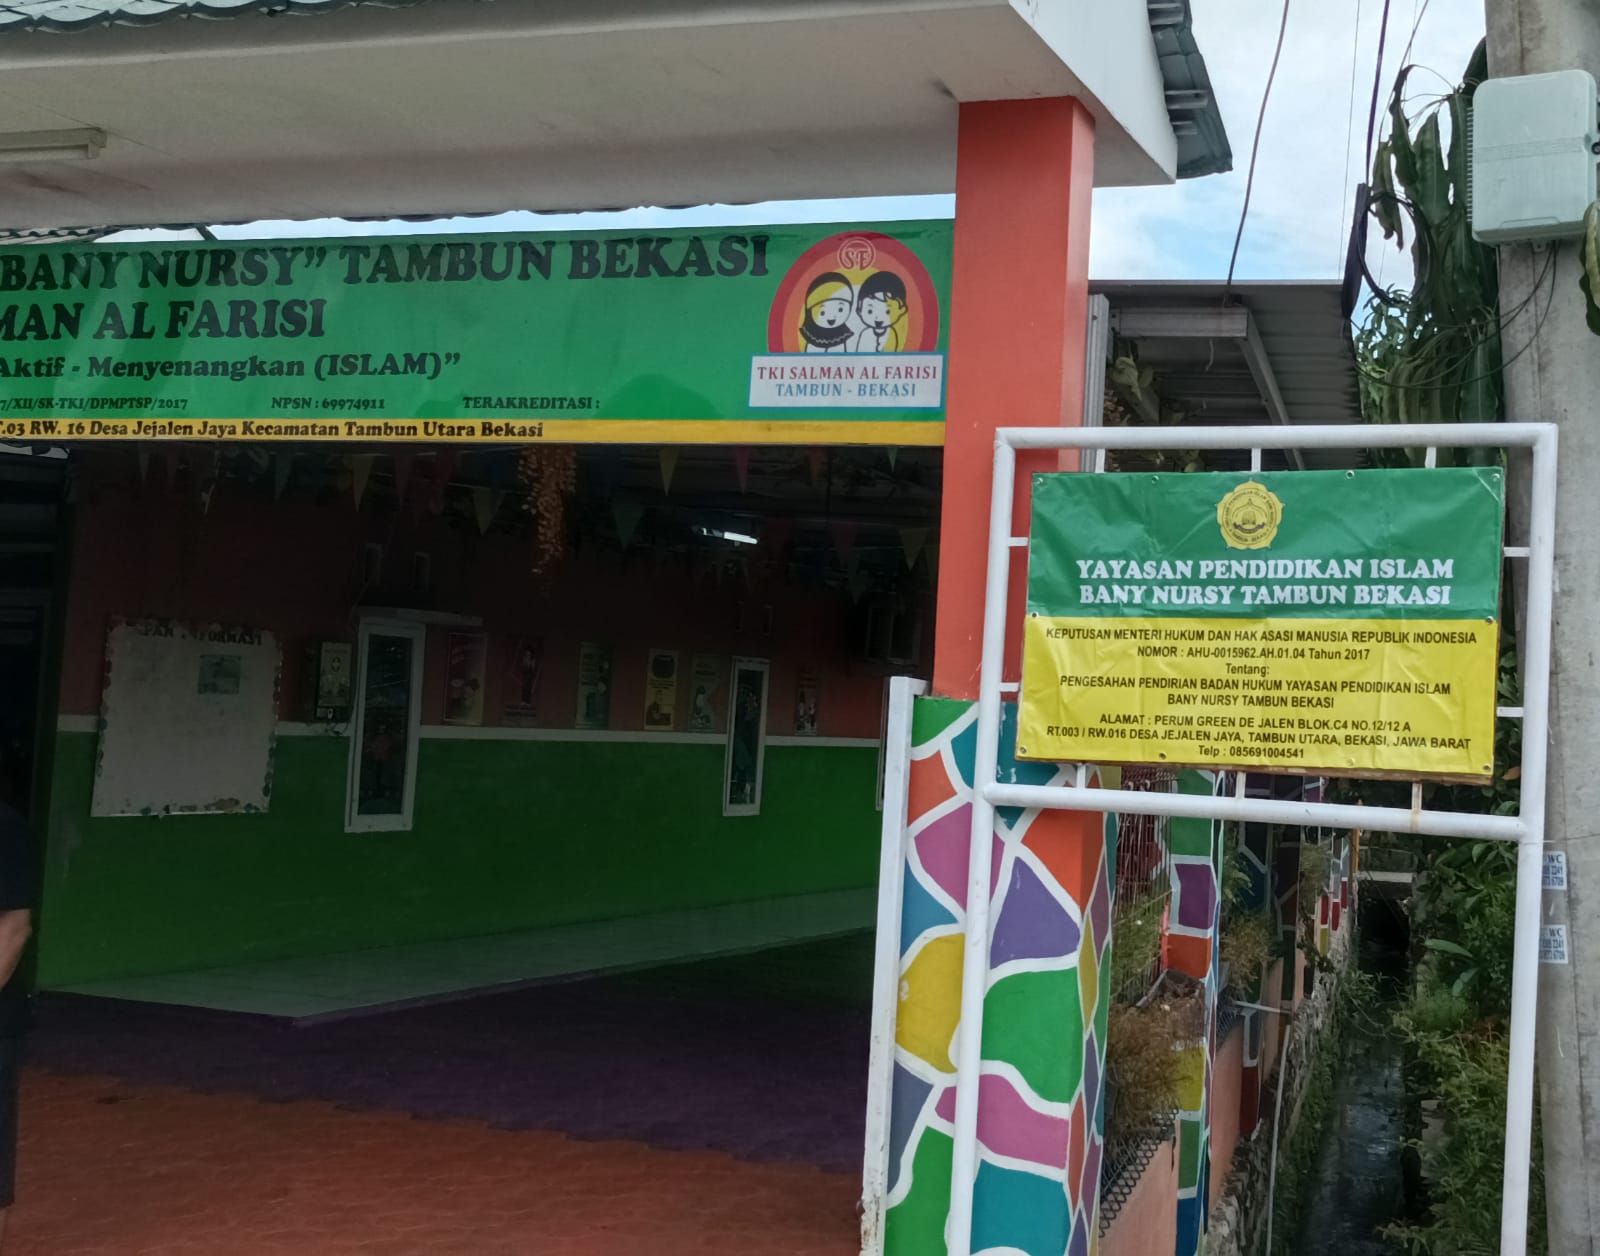 BANY NURSY" TAMBUN BEKASI
MAN AL FARISI
Aktif - Menyenangkan (ISLAM)"
7/XII/SK-TKI/DPMPTSP/2017 NPSN : 69974911 TERAKREDITASI :
.03 RW. 16 Desa Jejalen Jaya Kecamatan Tambun Utara Bekasi
SF
TKI SALMAN AL FARISI
TAMBUN - BEKASI
YAYASAN PENDIDIKAN ISLAM
BANY NURSY TAMBUN BEKASI
KEPUTUSAN MENTERI HUKUM DAN HAK ASASI MANUSIA REPUBLIK INDONESIA
NOMOR : AHU-0015962.AH.01.04 Tahun 2017
Tentang:
PENGESAHAN PENDIRIAN BADAN HUKUM YAYASAN PENDIDIKAN ISLAM
BANY NURSY TAMBUN BEKASI
ALAMAT : PERUM GREEN DE JALEN BLOK.C4 NO.12/12 A
RT.003 / RW.016 DESA JEJALEN JAYA, TAMBUN UTARA, BEKASI, JAWA BARAT
Telp : 085691004541
WC
WC